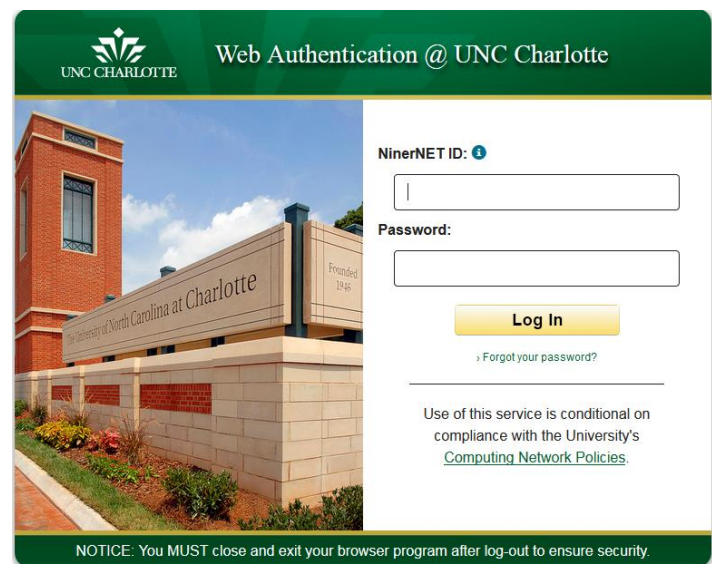 UNC CHARLOTTE
Web Authentication @ UNC Charlotte
NinerNET ID:
The University of North Carolina at Charlotte
Founded
1946
Password:
Log In
› Forgot your password?
Use of this service is conditional on
compliance with the University's
Computing Network Policies.
NOTICE: You MUST close and exit your browser program after log-out to ensure security.